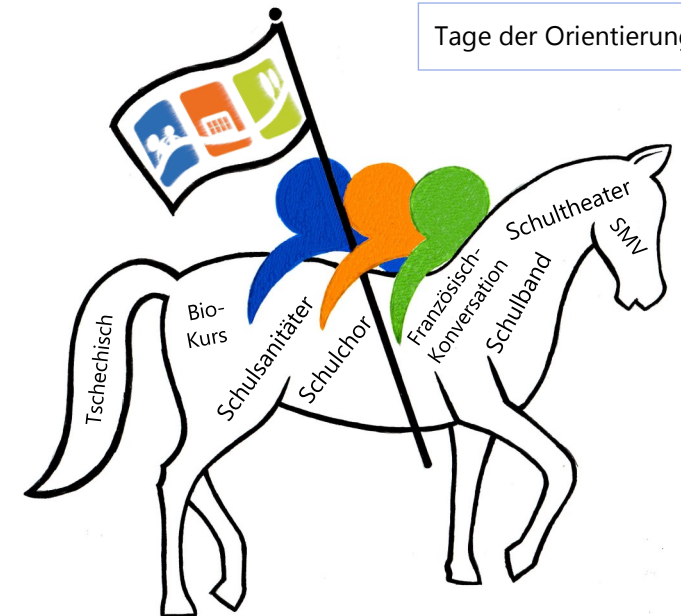 Tage der Orientierung
Schultheater
SMV
Französisch-
Konversation
Schulband
Bio-
Kurs
Schulsanitäter
Schulchor
Tschechisch